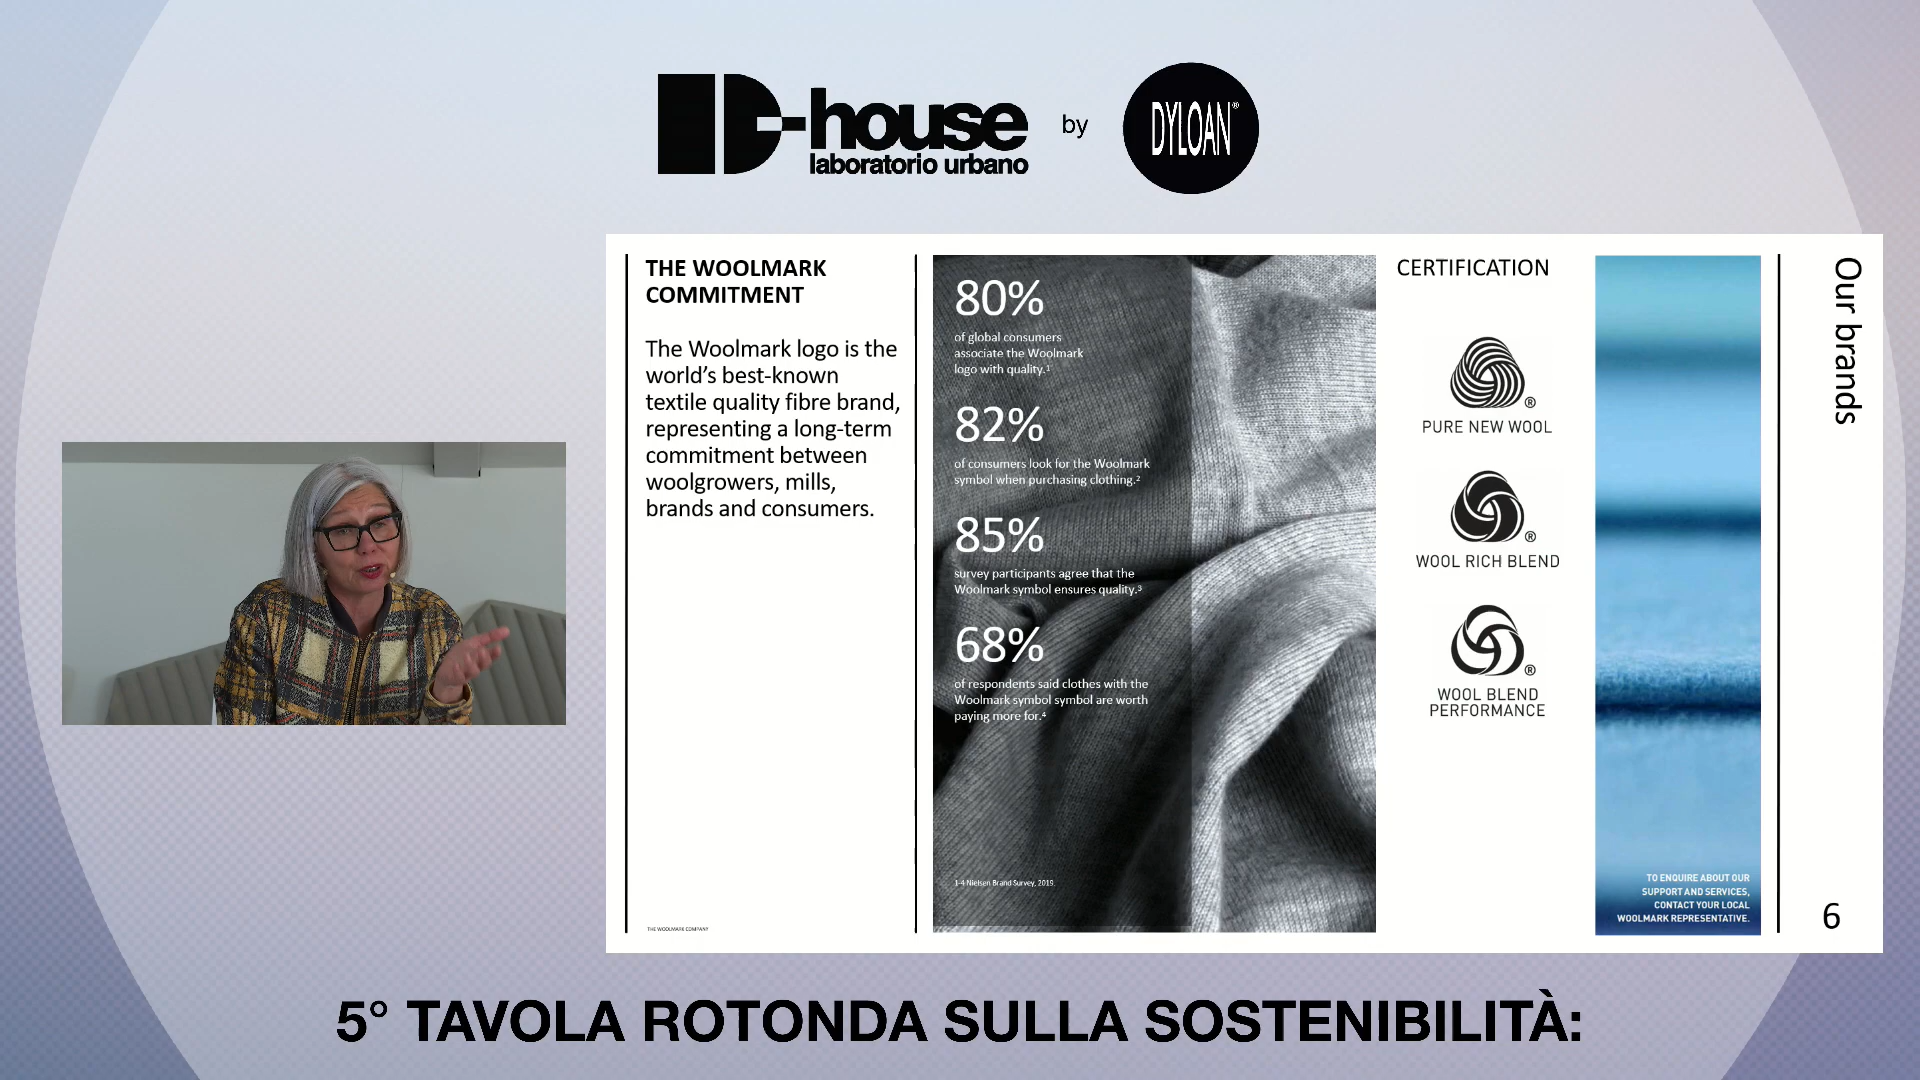 D-house
laboratorio urbano
by
DYLOAN®
THE WOOLMARK
COMMITMENT
The Woolmark logo is the
world's best-known
textile quality fibre brand,
representing a long-term
commitment between
woolgrowers, mills,
brands and consumers.
THE WOOLMARK COMPANY
80%
of global consumers
associate the Woolmark
logo with quality.¹
82%
of consumers look for the Woolmark
symbol when purchasing clothing.²
85%
survey participants agree that the
Woolmark symbol ensures quality.³
68%
of respondents said clothes with the
Woolmark symbol symbol are worth
paying more for.⁴
1-4 Nielsen Brand Survey, 2019.
CERTIFICATION
®
PURE NEW WOOL
®
WOOL RICH BLEND
®
WOOL BLEND
PERFORMANCE
TO ENQUIRE ABOUT OUR
SUPPORT AND SERVICES,
CONTACT YOUR LOCAL
WOOLMARK REPRESENTATIVE.
Our brands
6
5° TAVOLA ROTONDA SULLA SOSTENIBILITÀ: